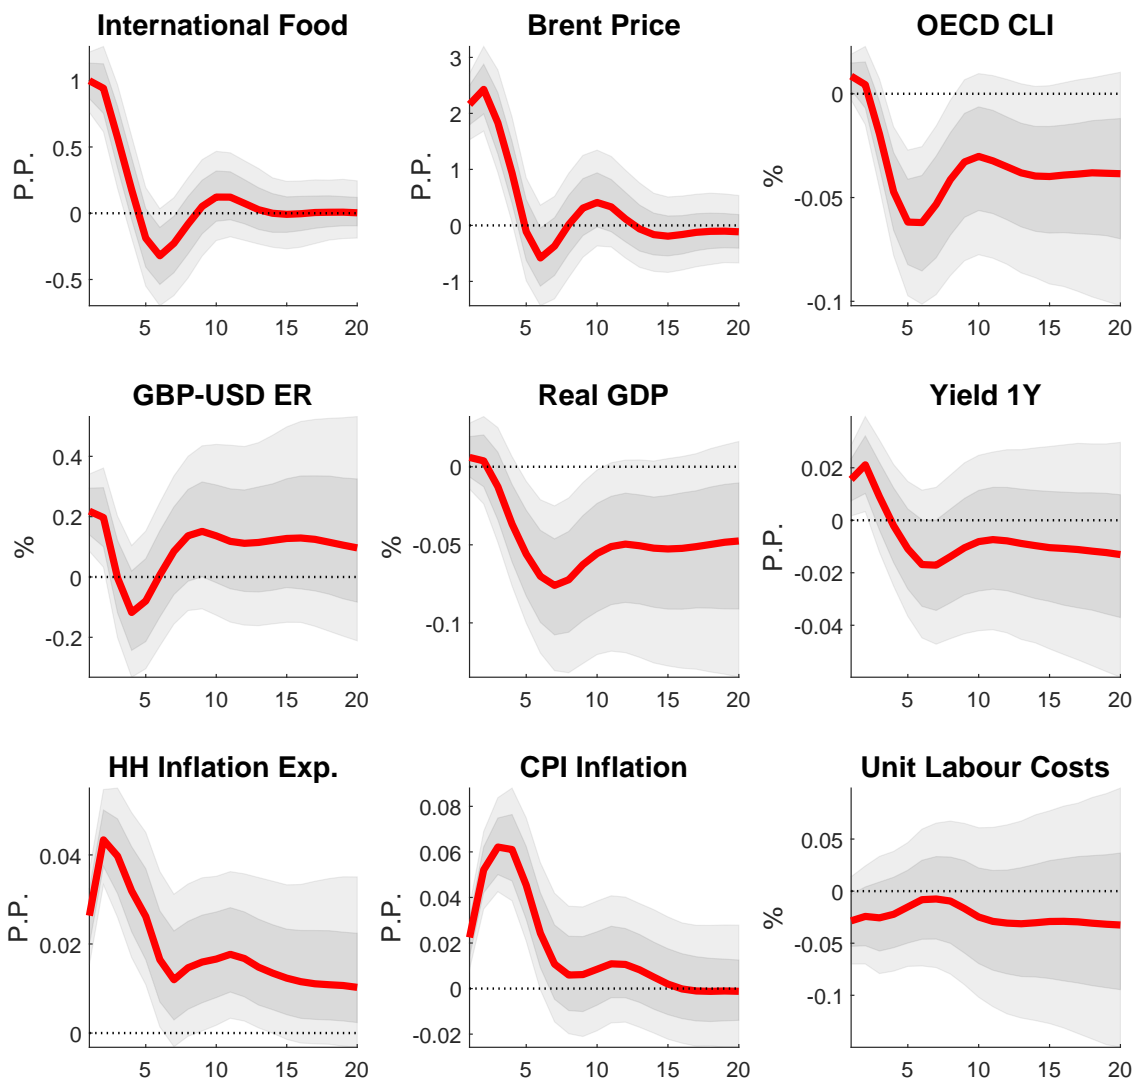 International Food
P.P.
1
0.5
0
-0.5
5 10 15 20
Brent Price
P.P.
3
2
1
0
-1
5 10 15 20
OECD CLI
%
0
-0.05
-0.1
5 10 15 20
GBP-USD ER
%
0.4
0.2
0
-0.2
5 10 15 20
Real GDP
%
0
-0.05
-0.1
5 10 15 20
Yield 1Y
P.P.
0.02
0
-0.02
-0.04
5 10 15 20
HH Inflation Exp.
P.P.
0.04
0.02
0
5 10 15 20
CPI Inflation
P.P.
0.08
0.06
0.04
0.02
0
-0.02
5 10 15 20
Unit Labour Costs
%
0.05
0
-0.05
-0.1
5 10 15 20